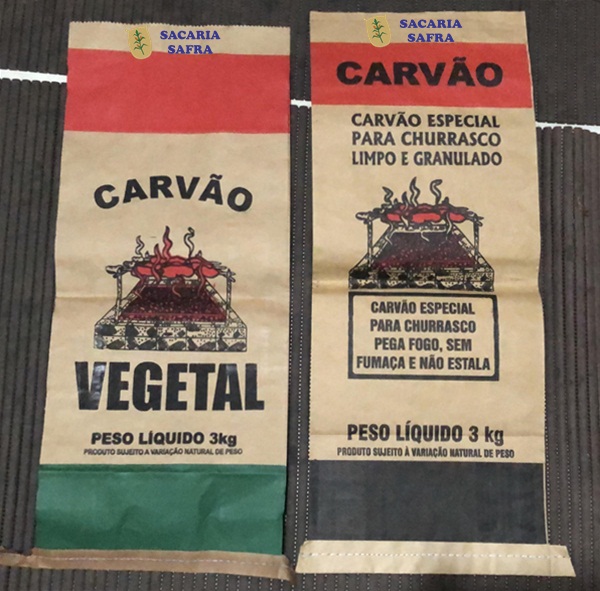 SACARIA
SAFRA
CARVÃO
VEGETAL
PESO LÍQUIDO 3kg
PRODUTO SUJEITO A VARIAÇÃO NATURAL DE PESO
SACARIA
SAFRA
CARVÃO
CARVÃO ESPECIAL
PARA CHURRASCO
LIMPO E GRANULADO
CARVÃO ESPECIAL
PARA CHURRASCO
PEGA FOGO, SEM
FUMAÇA E NÃO ESTALA
PESO LÍQUIDO 3 kg
PRODUTO SUJEITO À VARIAÇÃO NATURAL DE PESO